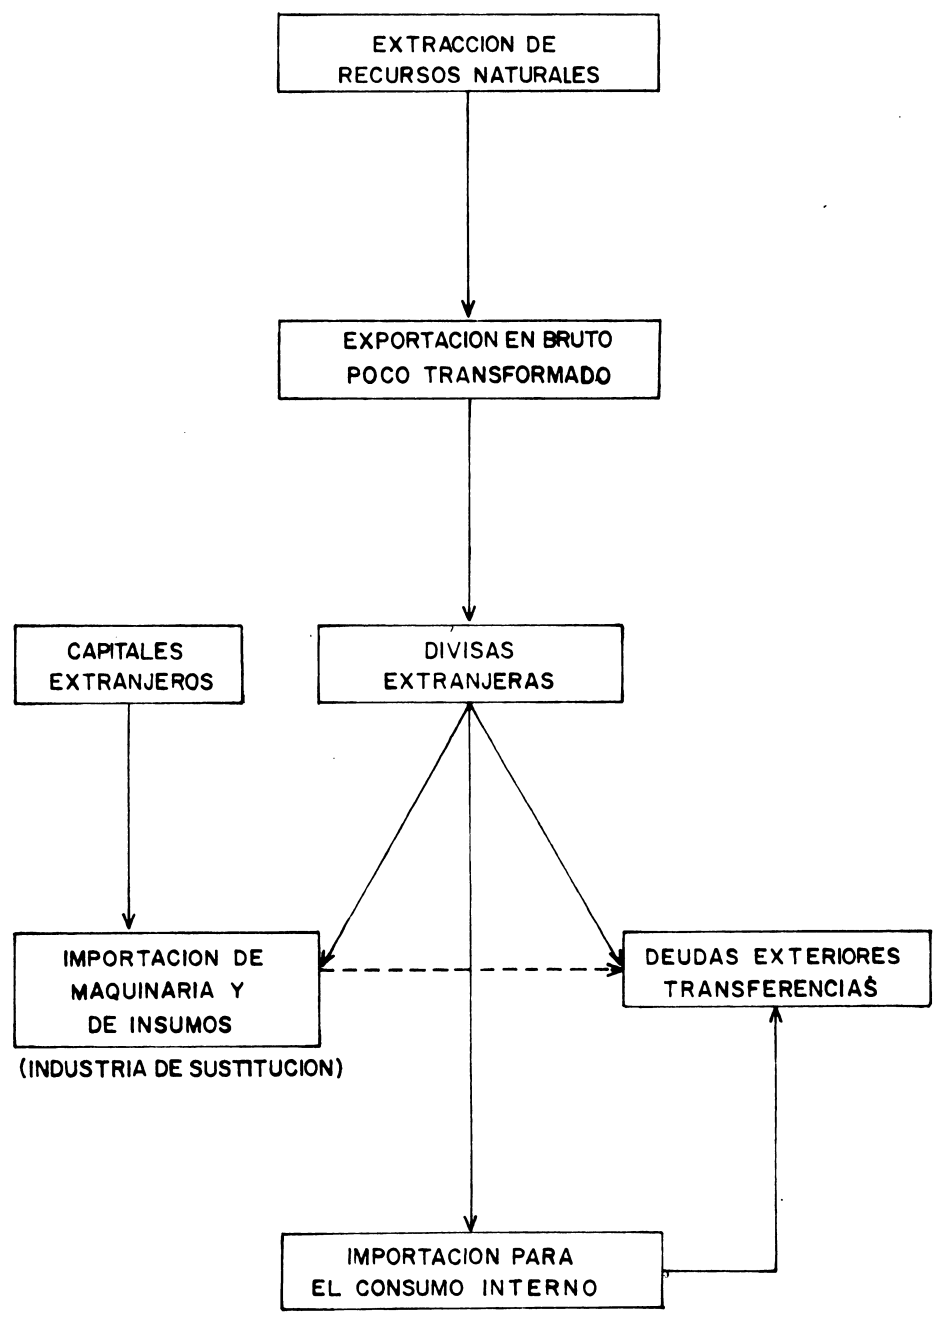 EXTRACCION DE
RECURSOS NATURALES
EXPORTACION EN BRUTO
POCO TRANSFORMADO
CAPITALES
EXTRANJEROS
DIVISAS
EXTRANJERAS
IMPORTACION DE
MAQUINARIA Y
DE INSUMOS
(INDUSTRIA DE SUSTITUCION)
DEUDAS EXTERIORES
TRANSFERENCIAS
IMPORTACION PARA
EL CONSUMO INTERNO